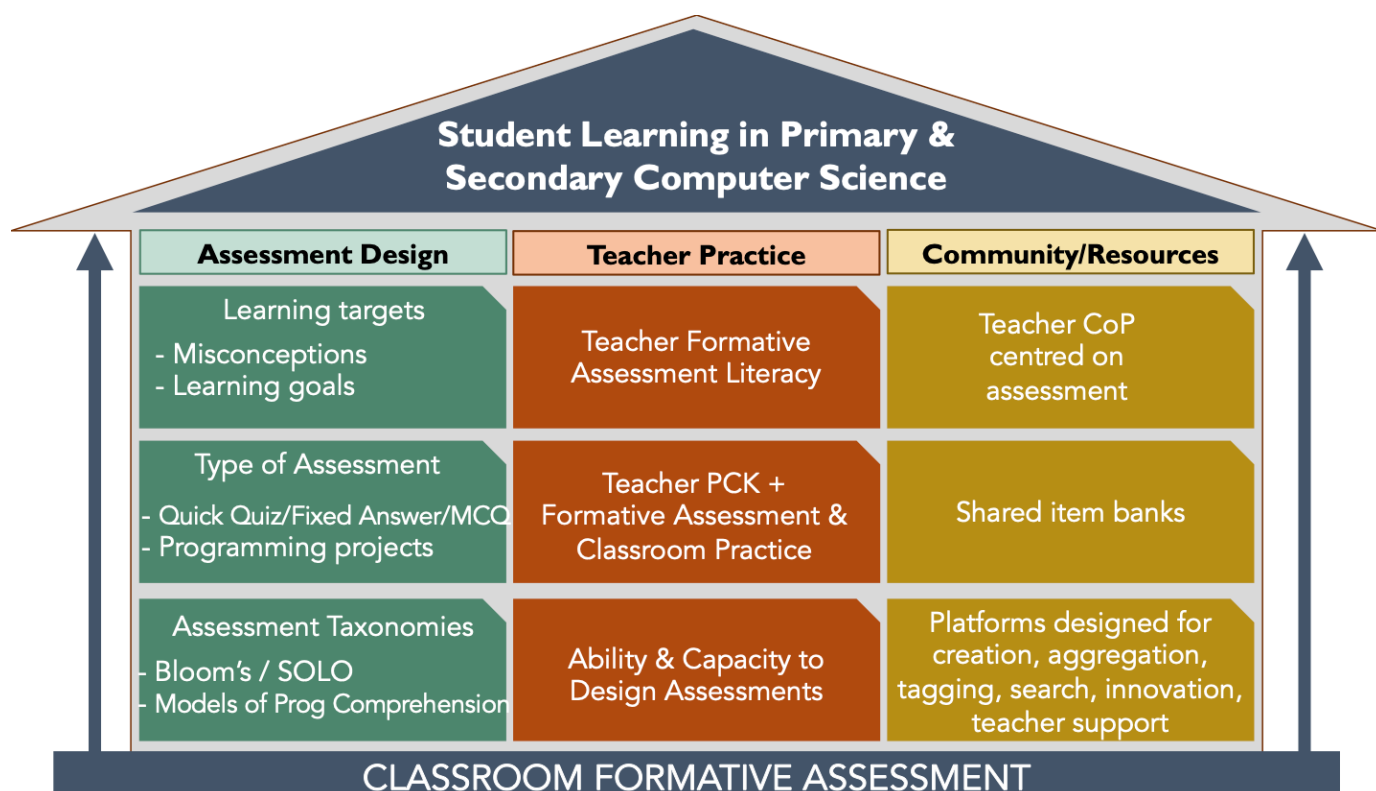 Student Learning in Primary &
Secondary Computer Science
Assessment Design
Teacher Practice
Community/Resources
Learning targets
- Misconceptions
- Learning goals
Teacher Formative
Assessment Literacy
Teacher CoP
centred on
assessment
Type of Assessment
- Quick Quiz/Fixed Answer/MCQ
- Programming projects
Teacher PCK +
Formative Assessment &
Classroom Practice
Shared item banks
Assessment Taxonomies
- Bloom's / SOLO
- Models of Prog Comprehension
Ability & Capacity to
Design Assessments
Platforms designed for
creation, aggregation,
tagging, search, innovation,
teacher support
CLASSROOM FORMATIVE ASSESSMENT